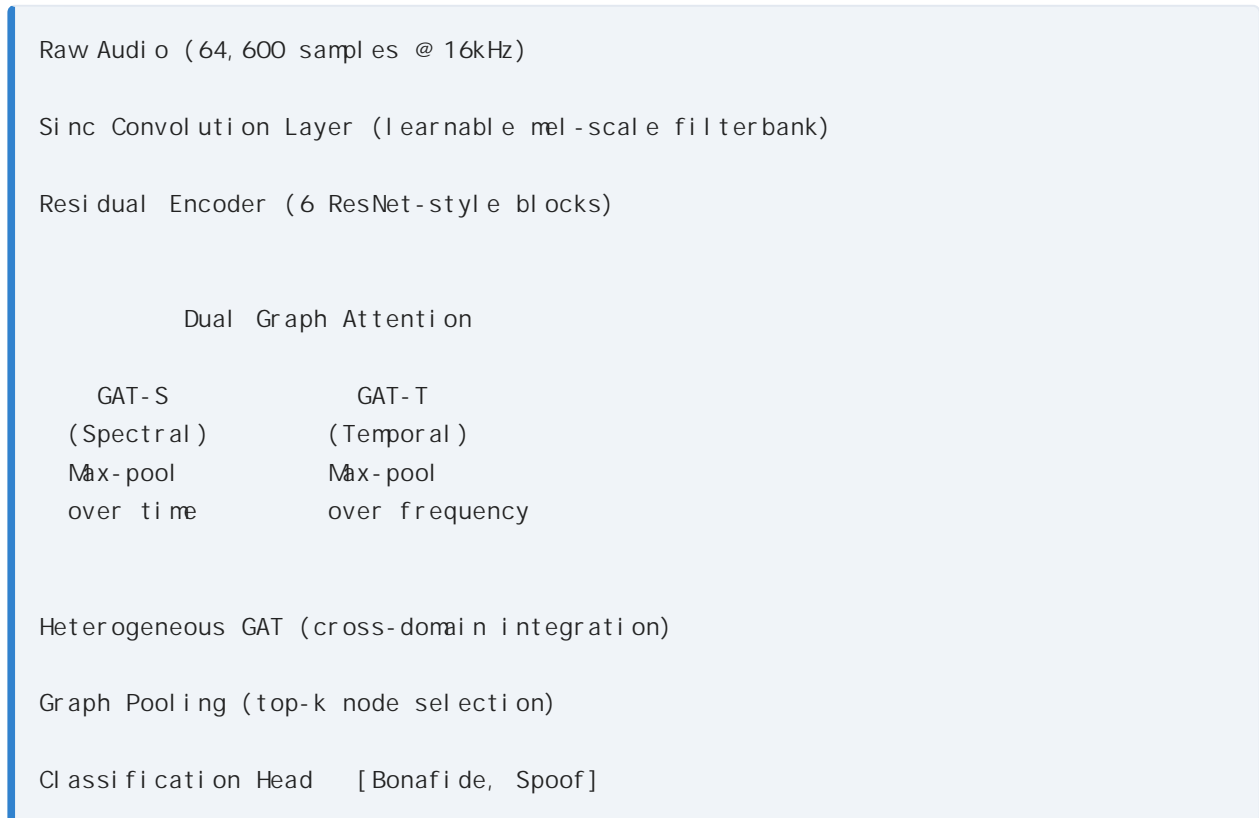 Raw Audio (64,600 samples @ 16kHz)
Sinc Convolution Layer (learnable mel-scale filterbank)
Residual Encoder (6 ResNet-style blocks)
Dual Graph Attention
GAT-S GAT-T
(Spectral) (Temporal)
Max-pool Max-pool
over time over frequency
Heterogeneous GAT (cross-domain integration)
Graph Pooling (top-k node selection)
Classification Head [Bonafide, Spoof]